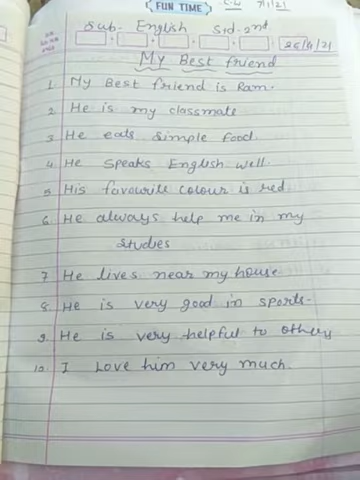 FUN TIME
Sub- English Std-2nd
My Best friend
1. My Best friend is Ram.
2. He is my classmate
3. He eats Simple food.
4. He Speaks English well.
5. His favourite colour is red
6. He always help me in my
studies
7. He lives near my house
8. He is very good in sports-
9. He is very helpful to others
10. I Love him very much.